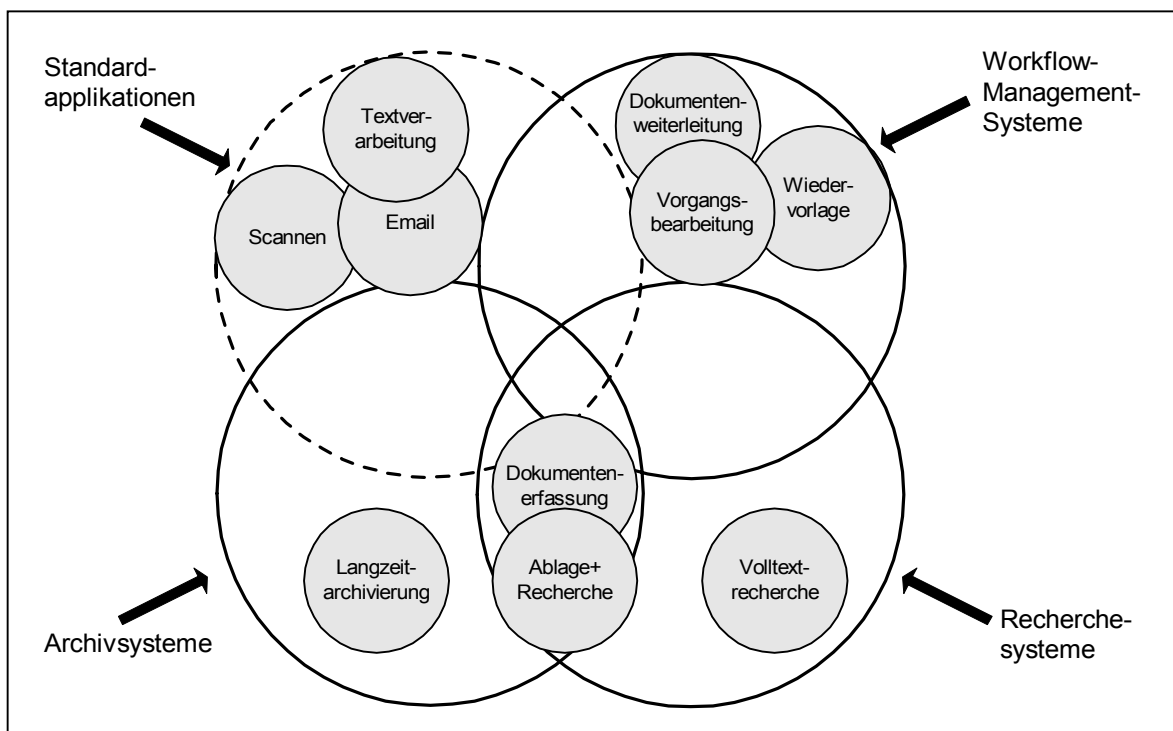 Standard-
applikationen
Textver-
arbeitung
Scannen
Email
Dokumenten-
weiterleitung
Vorgangs-
bearbeitung
Wieder-
vorlage
Workflow-
Management-
Systeme
Dokumenten-
erfassung
Langzeit-
archivierung
Ablage+
Recherche
Volltext-
recherche
Archivsysteme
Recherche-
systeme